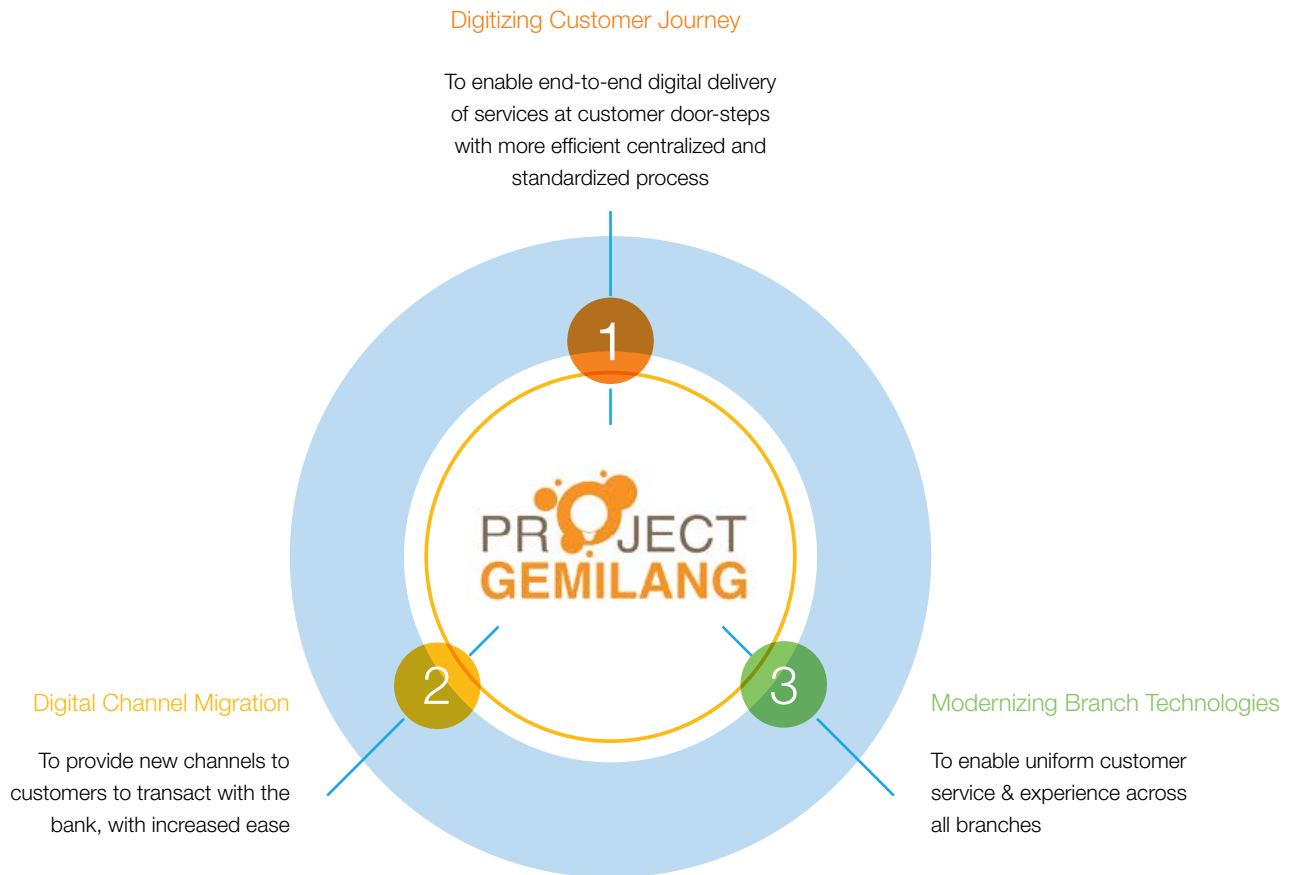 Digitizing Customer Journey
To enable end-to-end digital delivery
of services at customer door-steps
with more efficient centralized and
standardized process
1
PROJECT
GEMILANG
2
3
Digital Channel Migration
To provide new channels to
customers to transact with the
bank, with increased ease
Modernizing Branch Technologies
To enable uniform customer
service & experience across
all branches